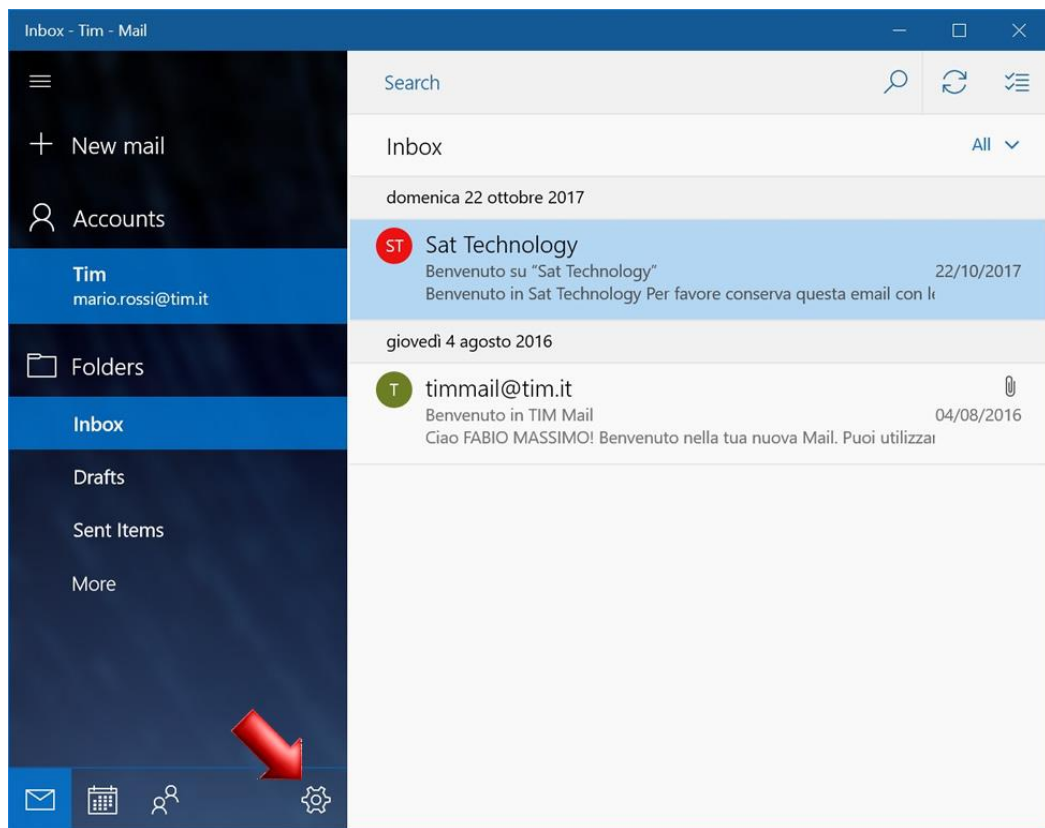 Inbox - Tim - Mail
Search
New mail
Inbox
All
Accounts
domenica 22 ottobre 2017
ST
Sat Technology
Tim
Benvenuto su “Sat Technology”
22/10/2017
mario.rossi@tim.it
Benvenuto in Sat Technology Per favore conserva questa email con
giovedì 4 agosto 2016
Folders
T
timmail@tim.it
Inbox
Benvenuto in TIM Mail
04/08/2016
Ciao FABIO MASSIMO! Benvenuto nella tua nuova Mail. Puoi
Drafts
Sent Items
More